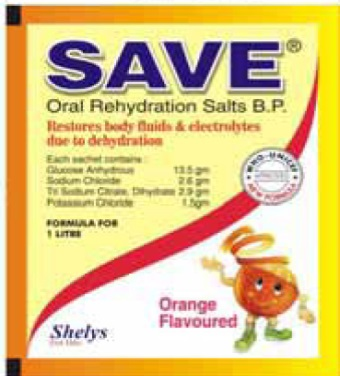 SAVE®
Oral Rehydration Salts B.P.
Restores body fluids & electrolytes
due to dehydration
Each sachet contains :
Glucose Anhydrous 13.5 gm
Sodium Chloride 2.6 gm
Tri Sodium Citrate, Dihydrate 2.9 gm
Potassium Chloride 1.5gm
WHO-UNICEF
NEW FORMULA
FORMULA FOR
1 LITRE
Orange
Flavoured
Shelys